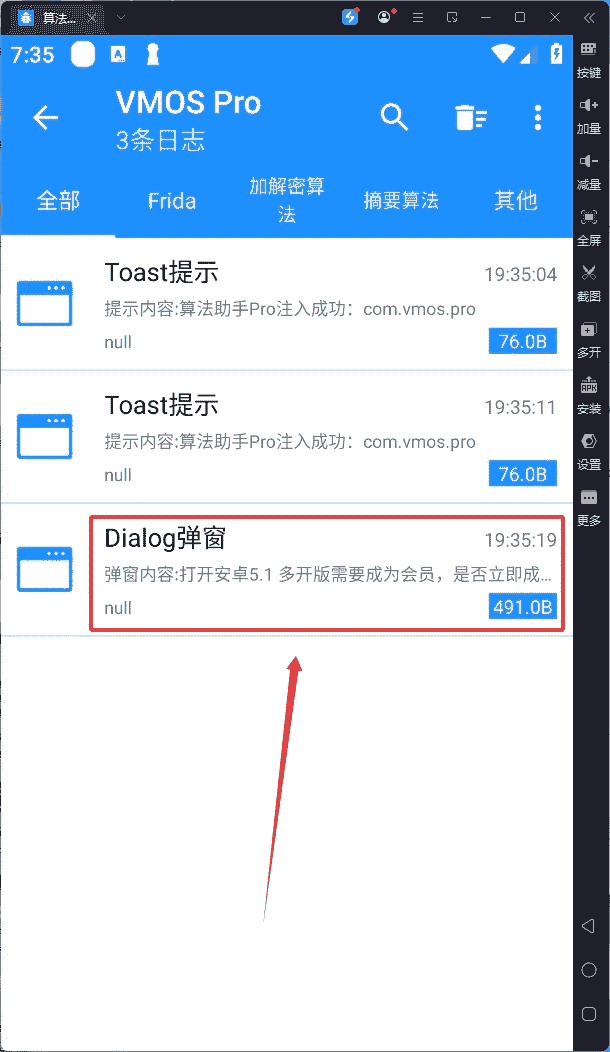 算法...
7:35
VMOS Pro
3条日志
全部
Frida
加解密算
法
摘要算法
其他
Toast提示
19:35:04
提示内容:算法助手Pro注入成功：com.vmos.pro
null
76.0B
Toast提示
19:35:11
提示内容:算法助手Pro注入成功：com.vmos.pro
null
76.0B
Dialog弹窗
19:35:19
弹窗内容:打开安卓5.1 多开版需要成为会员，是否立即成...
null
491.0B
按键
加量
减量
全屏
截图
多开
APK
安装
设置
更多